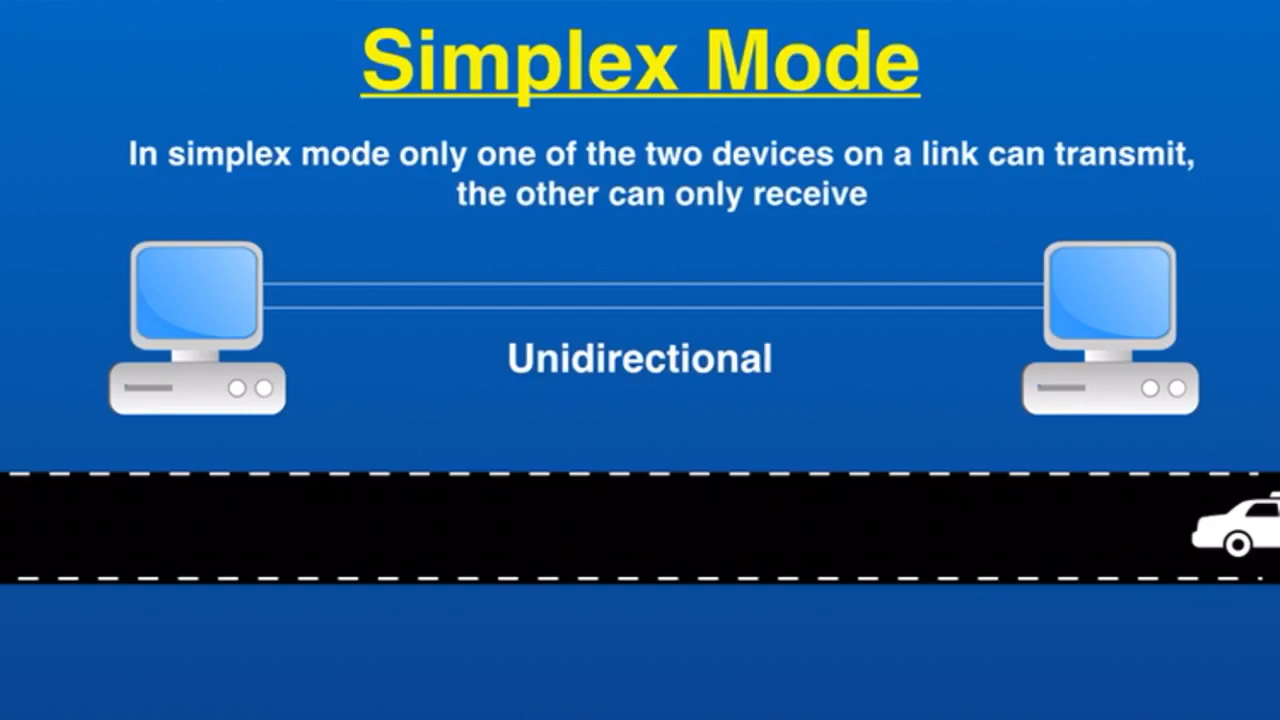 Simplex Mode
In simplex mode only one of the two devices on a link can transmit,
the other can only receive
Unidirectional